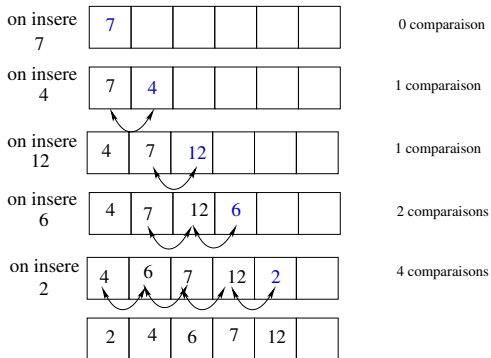 on insere
7
7
0 comparaison
on insere
4
7 4
1 comparaison
on insere
12
4 7 12
1 comparaison
on insere
6
4 7 12 6
2 comparaisons
on insere
2
4 6 7 12 2
4 comparaisons
2 4 6 7 12